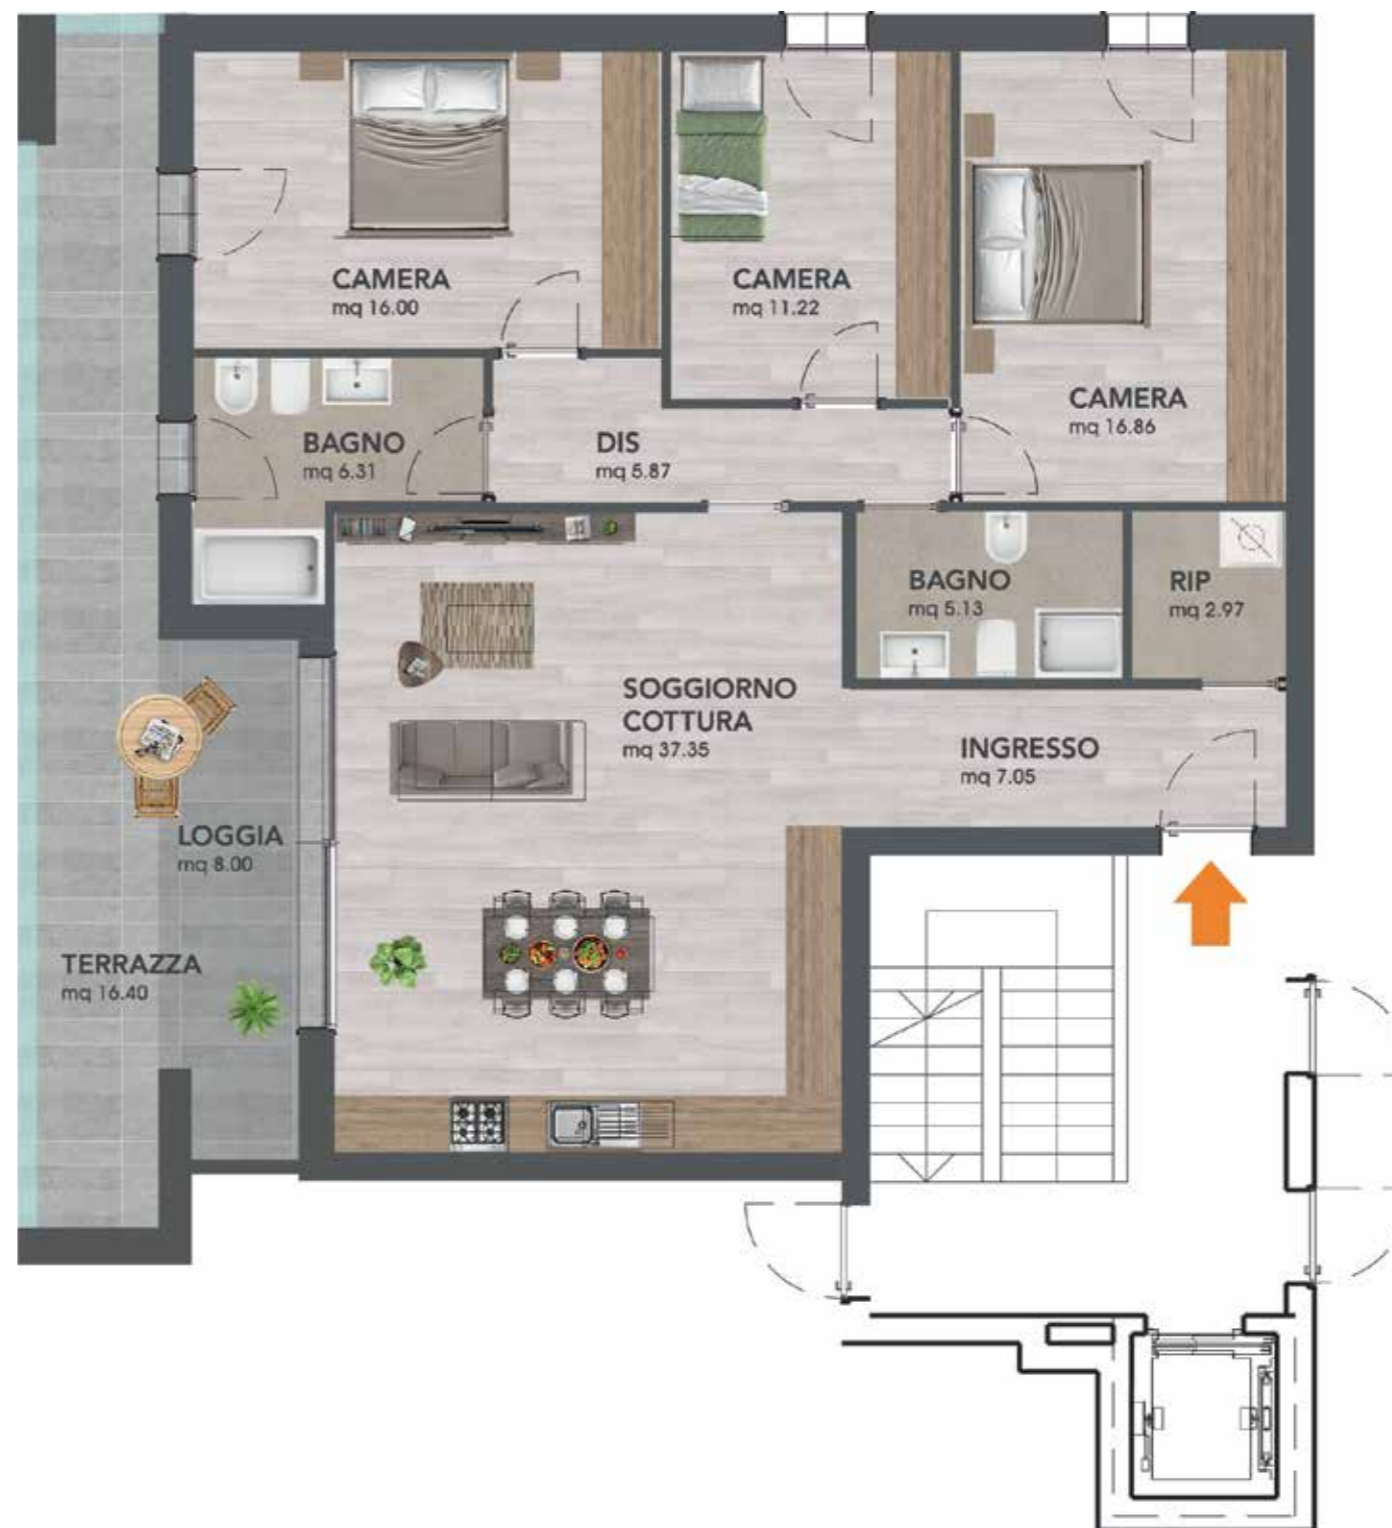 CAMERA
mq 16.00
CAMERA
mq 11.22
CAMERA
mq 16.86
BAGNO
mq 6.31
DIS
mq 5.87
BAGNO
mq 5.13
RIP
mq 2.97
SOGGIORNO
COTTURA
mq 37.35
INGRESSO
mq 7.05
LOGGIA
mq 8.00
TERRAZZA
mq 16.40